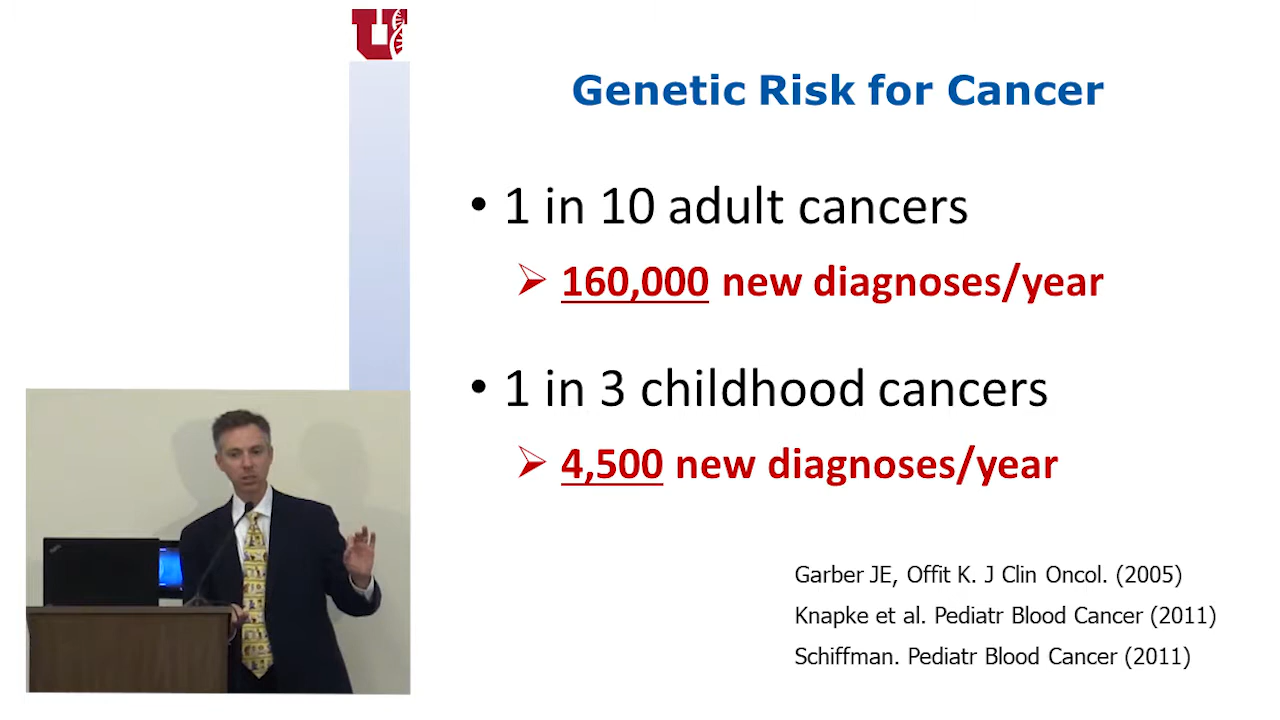 Genetic Risk for Cancer
• 1 in 10 adult cancers
➢ 160,000 new diagnoses/year
• 1 in 3 childhood cancers
➢ 4,500 new diagnoses/year
Garber JE, Offit K. J Clin Oncol. (2005)
Knapke et al. Pediatr Blood Cancer (2011)
Schiffman. Pediatr Blood Cancer (2011)